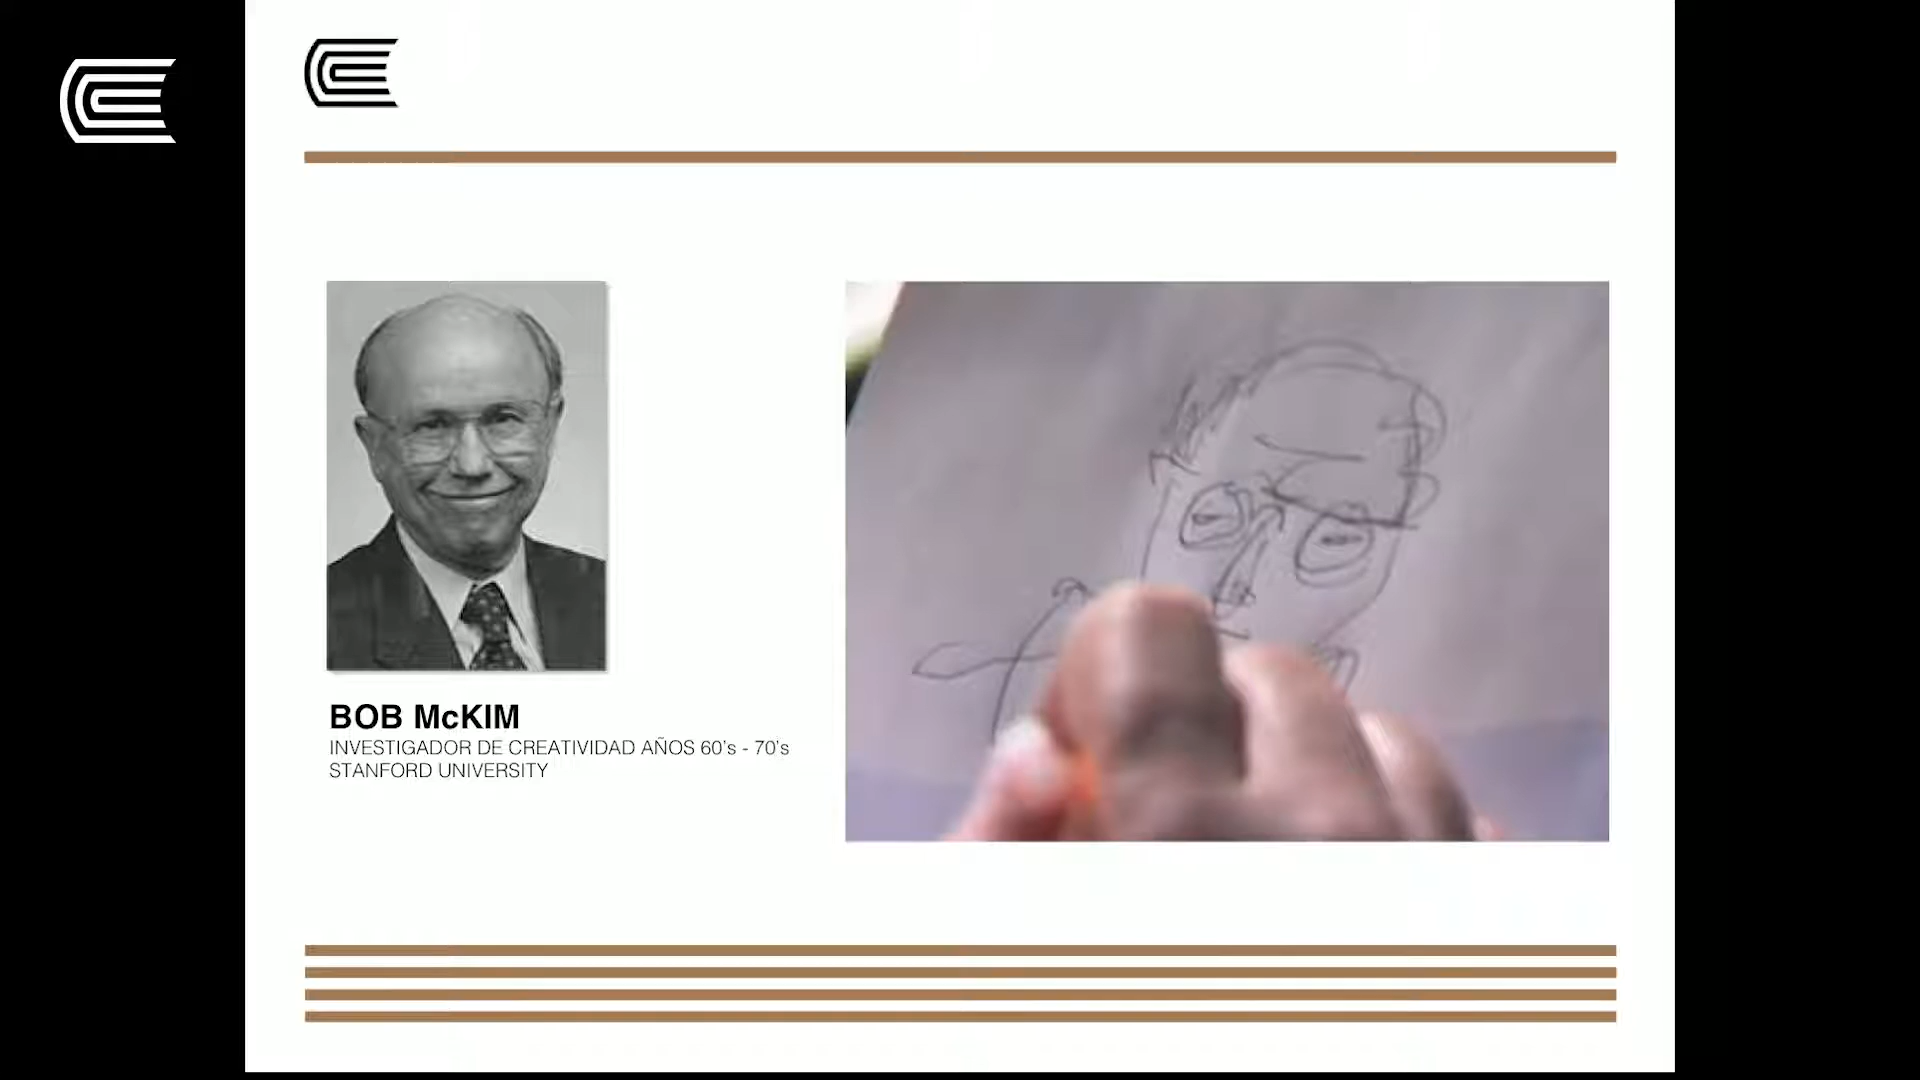 BOB McKIM
INVESTIGADOR DE CREATIVIDAD AÑOS 60's - 70's
STANFORD UNIVERSITY